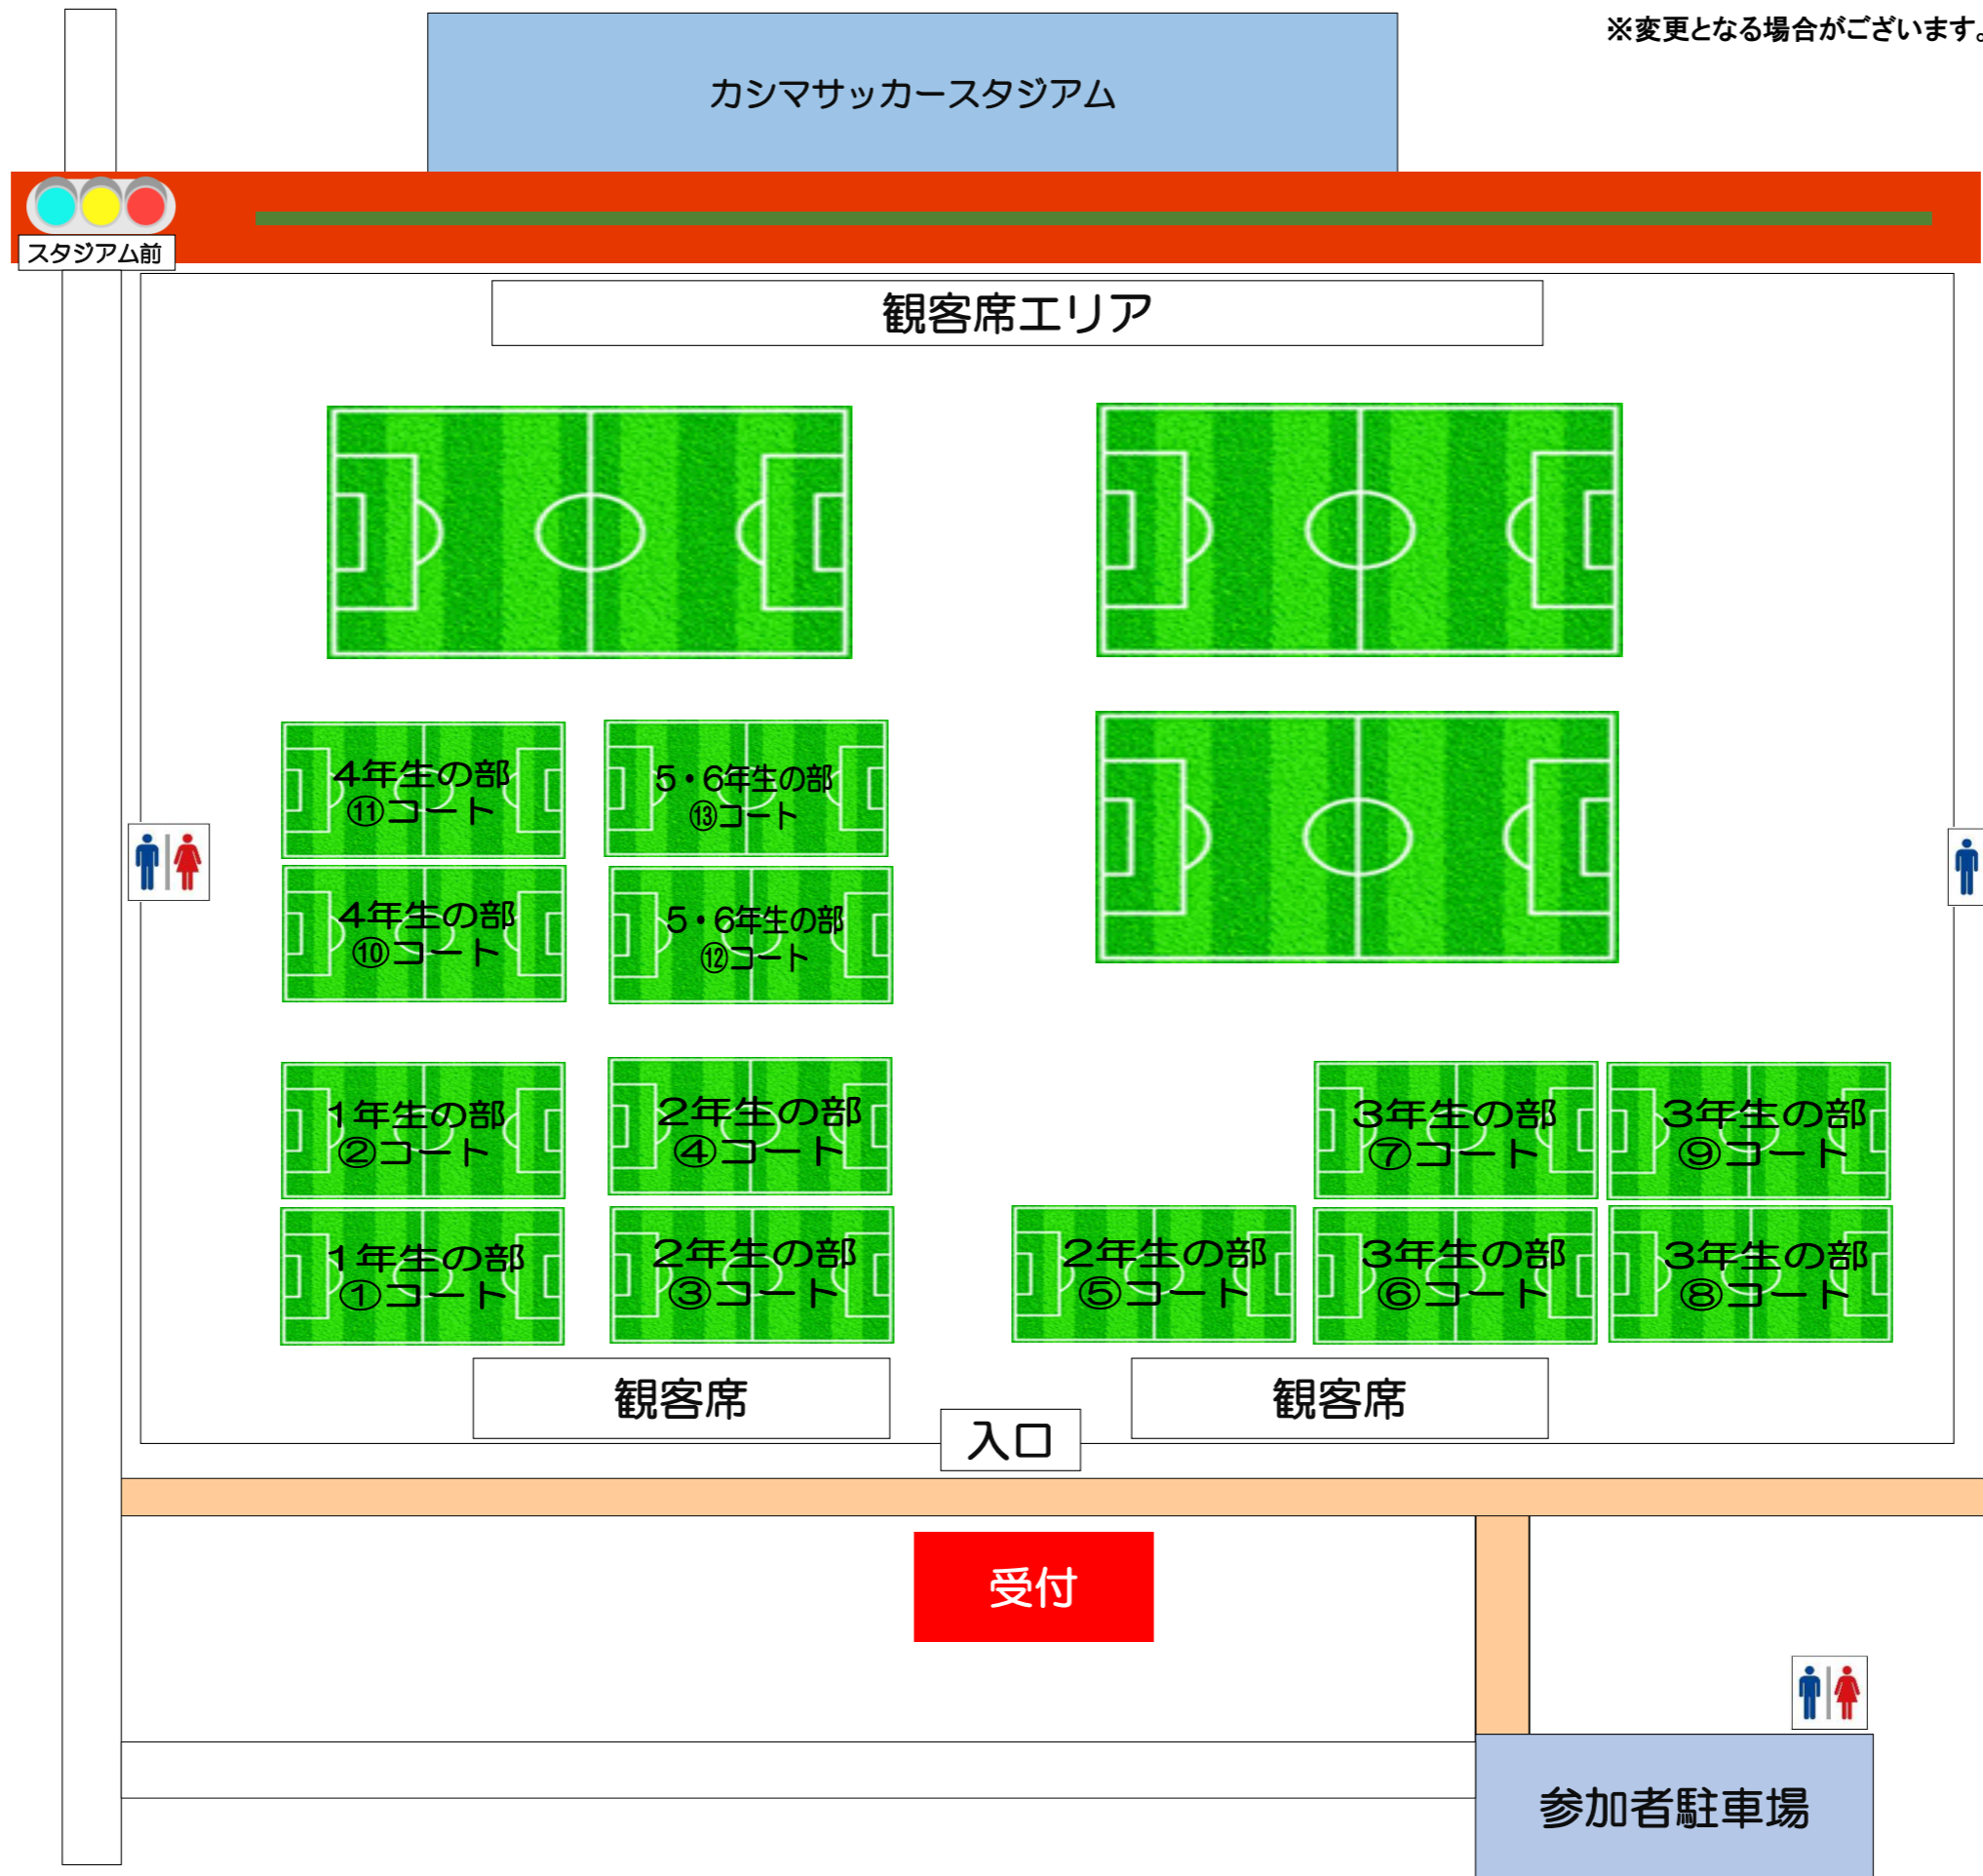 ※変更となる場合がございます。
カシマサッカースタジアム
スタジアム前
観客席エリア
4年生の部
⑪コート
5・6年生の部
⑬コート
4年生の部
⑩コート
5・6年生の部
⑫コート
1年生の部
②コート
2年生の部
④コート
3年生の部
⑦コート
3年生の部
⑨コート
1年生の部
①コート
2年生の部
③コート
2年生の部
⑤コート
3年生の部
⑥コート
3年生の部
⑧コート
観客席
観客席
入口
受付
参加者駐車場